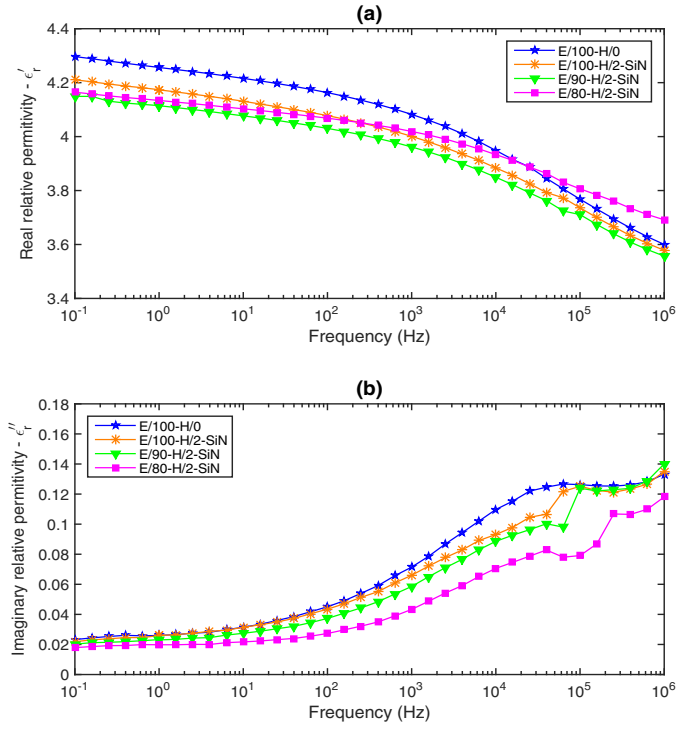 (a)
Real relative permitivity - ϵ′r
4.4
4.2
4
3.8
3.6
3.4
E/100-H/0
E/100-H/2-SiN
E/90-H/2-SiN
E/80-H/2-SiN
10⁻¹ 10⁰ 10¹ 10² 10³ 10⁴ 10⁵ 10⁶
Frequency (Hz)
(b)
Imaginary relative permitivity - ϵ″r
0.18
0.16
0.14
0.12
0.1
0.08
0.06
0.04
0.02
0
E/100-H/0
E/100-H/2-SiN
E/90-H/2-SiN
E/80-H/2-SiN
10⁻¹ 10⁰ 10¹ 10² 10³ 10⁴ 10⁵ 10⁶
Frequency (Hz)